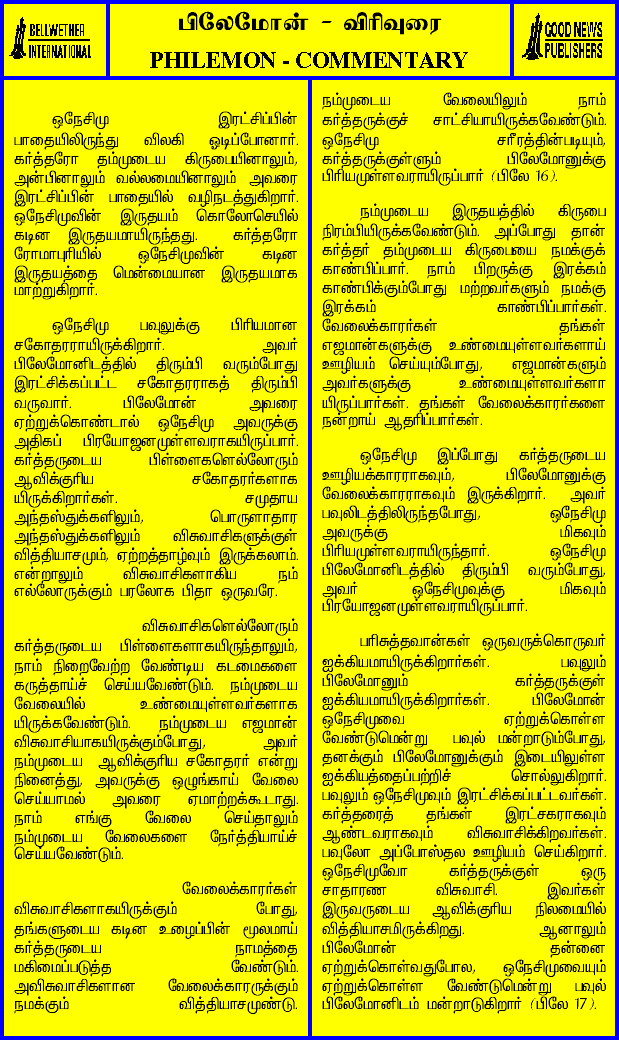 BELLWETHER
INTERNATIONAL
பிலேமோன் - விரிவுரை
PHILEMON - COMMENTARY
GOOD NEWS
PUBLISHERS
ஒநேசிமு இரட்சிப்பின்
பாதையிலிருந்து விலகி ஓடிப்போனார்.
கர்த்தரோ தம்முடைய கிருபையினாலும்,
அன்பினாலும் வல்லமையினாலும் அவரை
இரட்சிப்பின் பாதையில் வழிநடத்துகிறார்.
ஒநேசிமுவின் இருதயம் கொலோசெயில்
கடின இருதயமாயிருந்தது. கர்த்தரோ
ரோமாபுரியில் ஒநேசிமுவின் கடின
இருதயத்தை மென்மையான இருதயமாக
மாற்றுகிறார்.
ஒநேசிமு பவுலுக்கு பிரியமான
சகோதரராயிருக்கிறார். அவர்
பிலேமோனிடத்தில் திரும்பி வரும்போது
இரட்சிக்கப்பட்ட சகோதரராகத் திரும்பி
வருவார். பிலேமோன் அவரை
ஏற்றுக்கொண்டால் ஒநேசிமு அவருக்கு
அதிகப் பிரயோஜனமுள்ளவராகயிருப்பார்.
கர்த்தருடைய பிள்ளைகளெல்லோரும்
ஆவிக்குரிய சகோதரர்களாக
யிருக்கிறார்கள். சமுதாய
அந்தஸ்துக்களிலும், பொருளாதார
அந்தஸ்துக்களிலும் விசுவாசிகளுக்குள்
வித்தியாசமும், ஏற்றத்தாழ்வும் இருக்கலாம்.
என்றாலும் விசுவாசிகளாகிய நம்
எல்லோருக்கும் பரலோக பிதா ஒருவரே.
விசுவாசிகளெல்லோரும்
கர்த்தருடைய பிள்ளைகளாகயிருந்தாலும்,
நாம் நிறைவேற்ற வேண்டிய கடமைகளை
கருத்தாய்ச் செய்யவேண்டும். நம்முடைய
வேலையில் உண்மையுள்ளவர்களாக
யிருக்கவேண்டும். நம்முடைய எஜமான்
விசுவாசியாகயிருக்கும்போது, அவர்
நம்முடைய ஆவிக்குரிய சகோதரர் என்று
நினைத்து, அவருக்கு ஒழுங்காய் வேலை
செய்யாமல் அவரை ஏமாற்றக்கூடாது.
நாம் எங்கு வேலை செய்தாலும்
நம்முடைய வேலைகளை நேர்த்தியாய்ச்
செய்யவேண்டும்.
வேலைக்காரர்கள்
விசுவாசிகளாகயிருக்கும் போது,
தங்களுடைய கடின உழைப்பின் மூலமாய்
கர்த்தருடைய நாமத்தை
மகிமைப்படுத்த வேண்டும்.
அவிசுவாசிகளான வேலைக்காரருக்கும்
நமக்கும் வித்தியாசமுண்டு.
நம்முடைய வேலையிலும் நாம்
கர்த்தருக்குச் சாட்சியாயிருக்கவேண்டும்.
ஒநேசிமு சரீரத்தின்படியும்,
கர்த்தருக்குள்ளும் பிலேமோனுக்கு
பிரியமுள்ளவராயிருப்பார் (பிலே 16).
நம்முடைய இருதயத்தில் கிருபை
நிரம்பியிருக்கவேண்டும். அப்போது தான்
கர்த்தர் தம்முடைய கிருபையை நமக்குக்
காண்பிப்பார். நாம் பிறருக்கு இரக்கம்
காண்பிக்கும்போது மற்றவர்களும் நமக்கு
இரக்கம் காண்பிப்பார்கள்.
வேலைக்காரர்கள் தங்கள்
எஜமான்களுக்கு உண்மையுள்ளவர்களாய்
ஊழியம் செய்யும்போது, எஜமான்களும்
அவர்களுக்கு உண்மையுள்ளவர்களா
யிருப்பார்கள். தங்கள் வேலைக்காரர்களை
நன்றாய் ஆதரிப்பார்கள்.
ஒநேசிமு இப்போது கர்த்தருடைய
ஊழியக்காரராகவும், பிலேமோனுக்கு
வேலைக்காரராகவும் இருக்கிறார். அவர்
பவுலிடத்திலிருந்தபோது, ஒநேசிமு
அவருக்கு மிகவும்
பிரியமுள்ளவராயிருந்தார். ஒநேசிமு
பிலேமோனிடத்தில் திரும்பி வரும்போது,
அவர் ஒநேசிமுவுக்கு மிகவும்
பிரயோஜனமுள்ளவராயிருப்பார்.
பரிசுத்தவான்கள் ஒருவருக்கொருவர்
ஐக்கியமாயிருக்கிறார்கள். பவுலும்
பிலேமோனும் கர்த்தருக்குள்
ஐக்கியமாயிருக்கிறார்கள். பிலேமோன்
ஒநேசிமுவை ஏற்றுக்கொள்ள
வேண்டுமென்று பவுல் மன்றாடும்போது,
தனக்கும் பிலேமோனுக்கும் இடையிலுள்ள
ஐக்கியத்தைப்பற்றிச் சொல்லுகிறார்.
பவுலும் ஒநேசிமுவும் இரட்சிக்கப்பட்டவர்கள்.
கர்த்தரைத் தங்கள் இரட்சகராகவும்
ஆண்டவராகவும் விசுவாசிக்கிறவர்கள்.
பவுலோ அப்போஸ்தல ஊழியம் செய்கிறார்.
ஒநேசிமுவோ கர்த்தருக்குள் ஒரு
சாதாரண விசுவாசி. இவர்கள்
இருவருடைய ஆவிக்குரிய நிலமையில்
வித்தியாசமிருக்கிறது. ஆனாலும்
பிலேமோன் தன்னை
ஏற்றுக்கொள்வதுபோல, ஒநேசிமுவையும்
ஏற்றுக்கொள்ள வேண்டுமென்று பவுல்
பிலேமோனிடம் மன்றாடுகிறார் (பிலே 17).